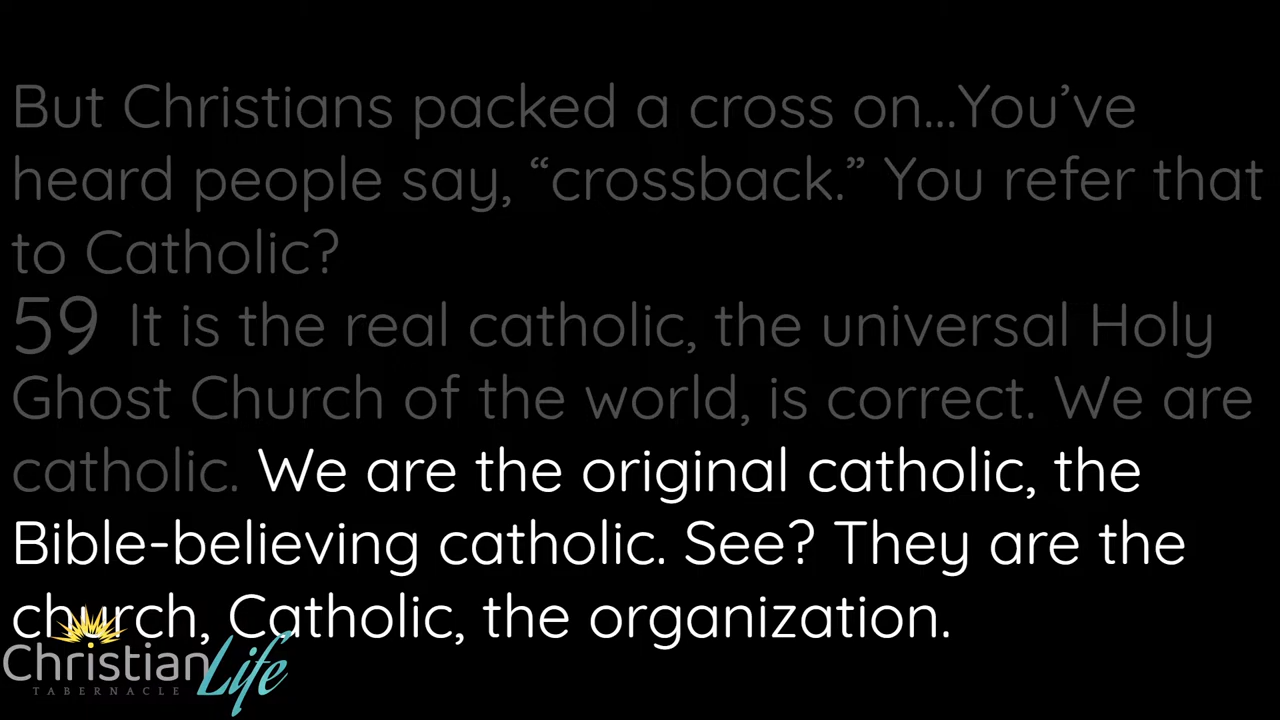 But Christians packed a cross on...You’ve
heard people say, “crossback.” You refer that
to Catholic?
59 It is the real catholic, the universal Holy
Ghost Church of the world, is correct. We are
catholic. We are the original catholic, the
Bible-believing catholic. See? They are the
church, Catholic, the organization.
Christian Life
TABERNACLE